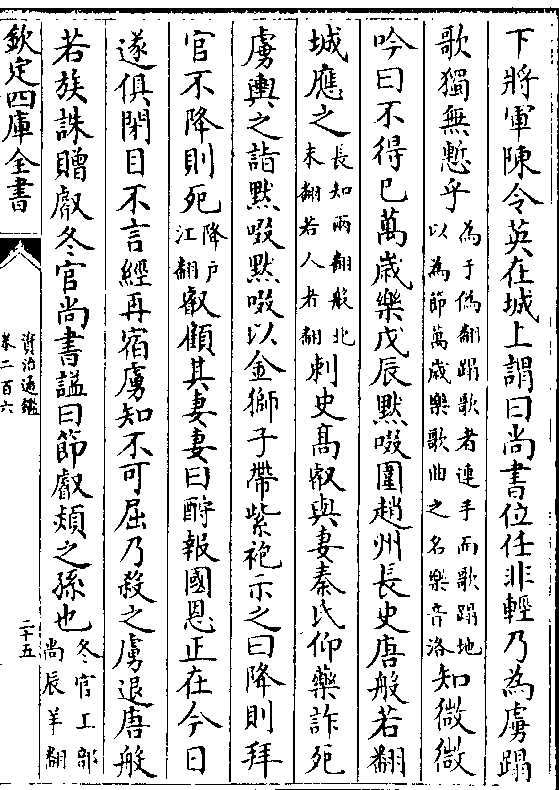 下將軍陳令英在城上謂曰尚書位任非輕乃為虜蹋
歌獨無慙乎為于偽翻蹋歌者連手而歌蹋地以為節萬歲樂歌曲之名樂音洛知微微
吟曰不得已萬歲樂戊辰黙啜圍趙州長史唐般若翻
城應之長知兩翻般北末翻若人者翻刺史髙叡與妻秦氏仰藥詐死
虜輿之詣黙啜黙啜以金獅子帶紫袍示之曰降則拜
官不降則死降户江翻叡顧其妻妻曰酧報國恩正在今日
遂俱閉目不言經再宿虜知不可屈乃殺之虜退唐般
若族誅贈叡冬官尚書謚曰節叡熲之孫也冬官工部尚辰羊翻
欽定四庫全書
資治通鑑
卷二百六
二十五